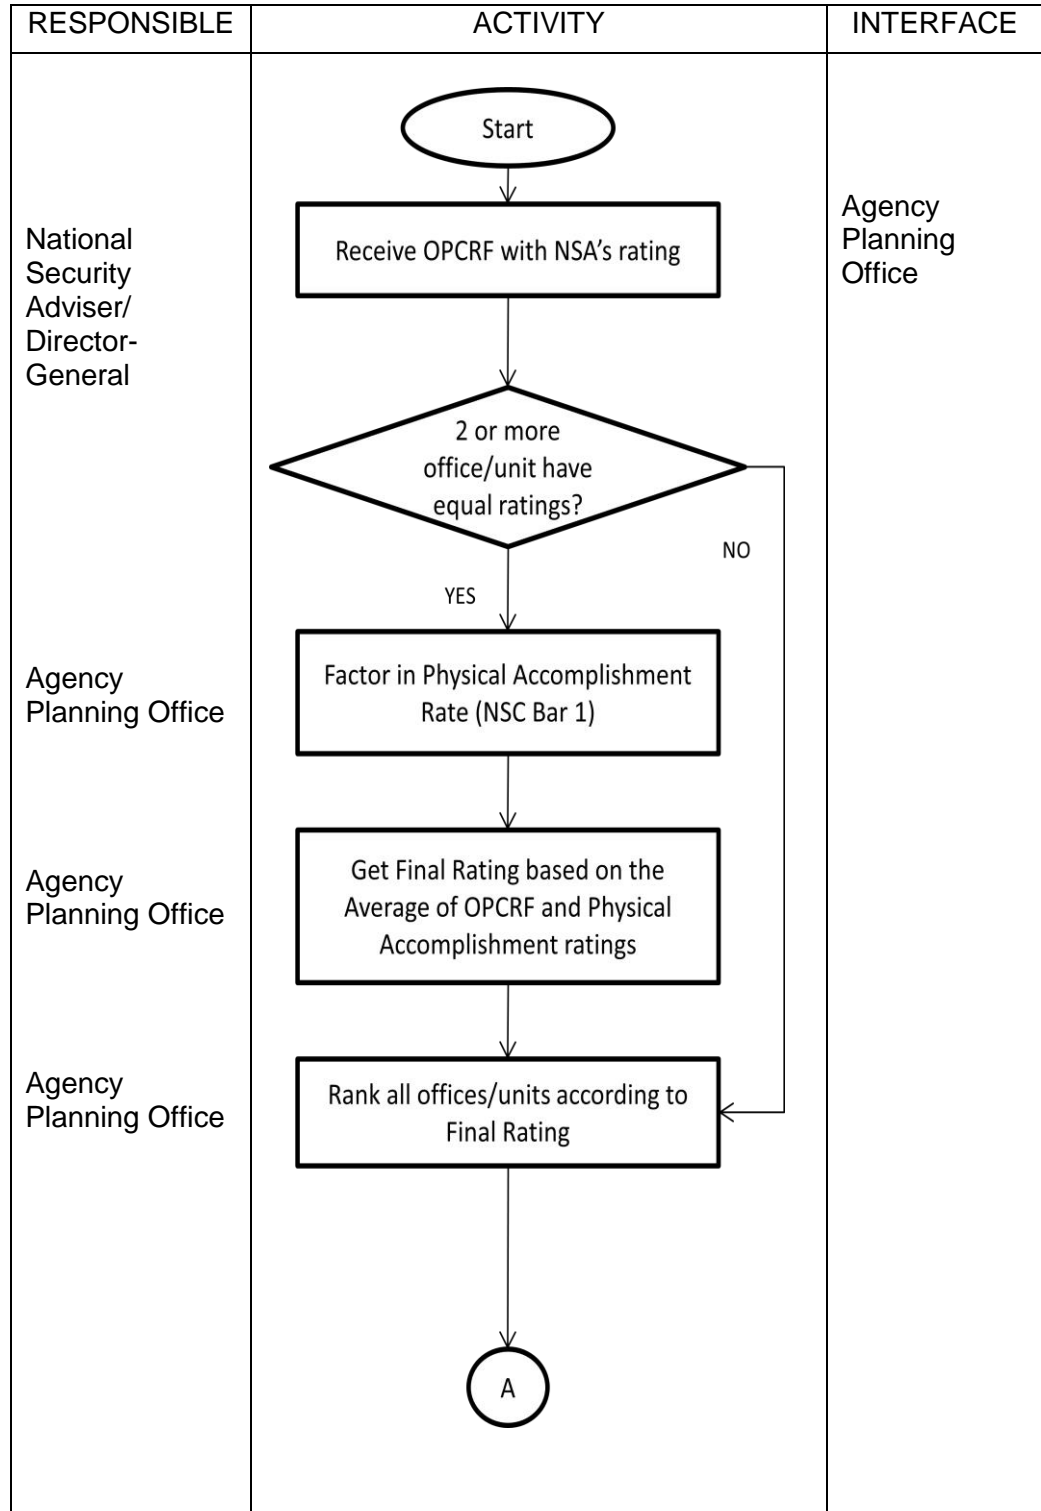 RESPONSIBLE
ACTIVITY
INTERFACE
Start
National
Security
Adviser/
Director-
General
Receive OPCRF with NSA's rating
Agency
Planning
Office
2 or more
office/unit have
equal ratings?
NO
YES
Agency
Planning Office
Factor in Physical Accomplishment
Rate (NSC Bar 1)
Agency
Planning Office
Get Final Rating based on the
Average of OPCRF and Physical
Accomplishment ratings
Agency
Planning Office
Rank all offices/units according to
Final Rating
A